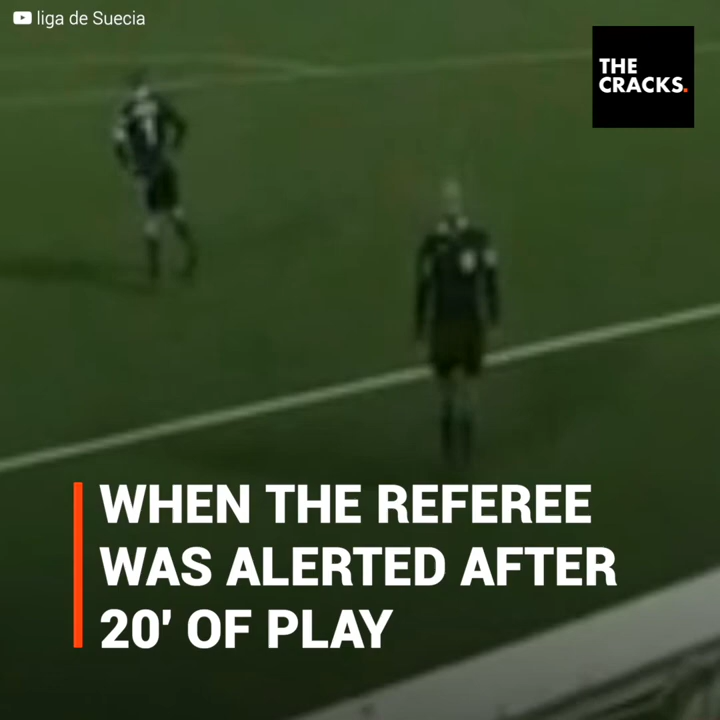 liga de Suecia
THE
CRACKS.
WHEN THE REFEREE
WAS ALERTED AFTER
20' OF PLAY